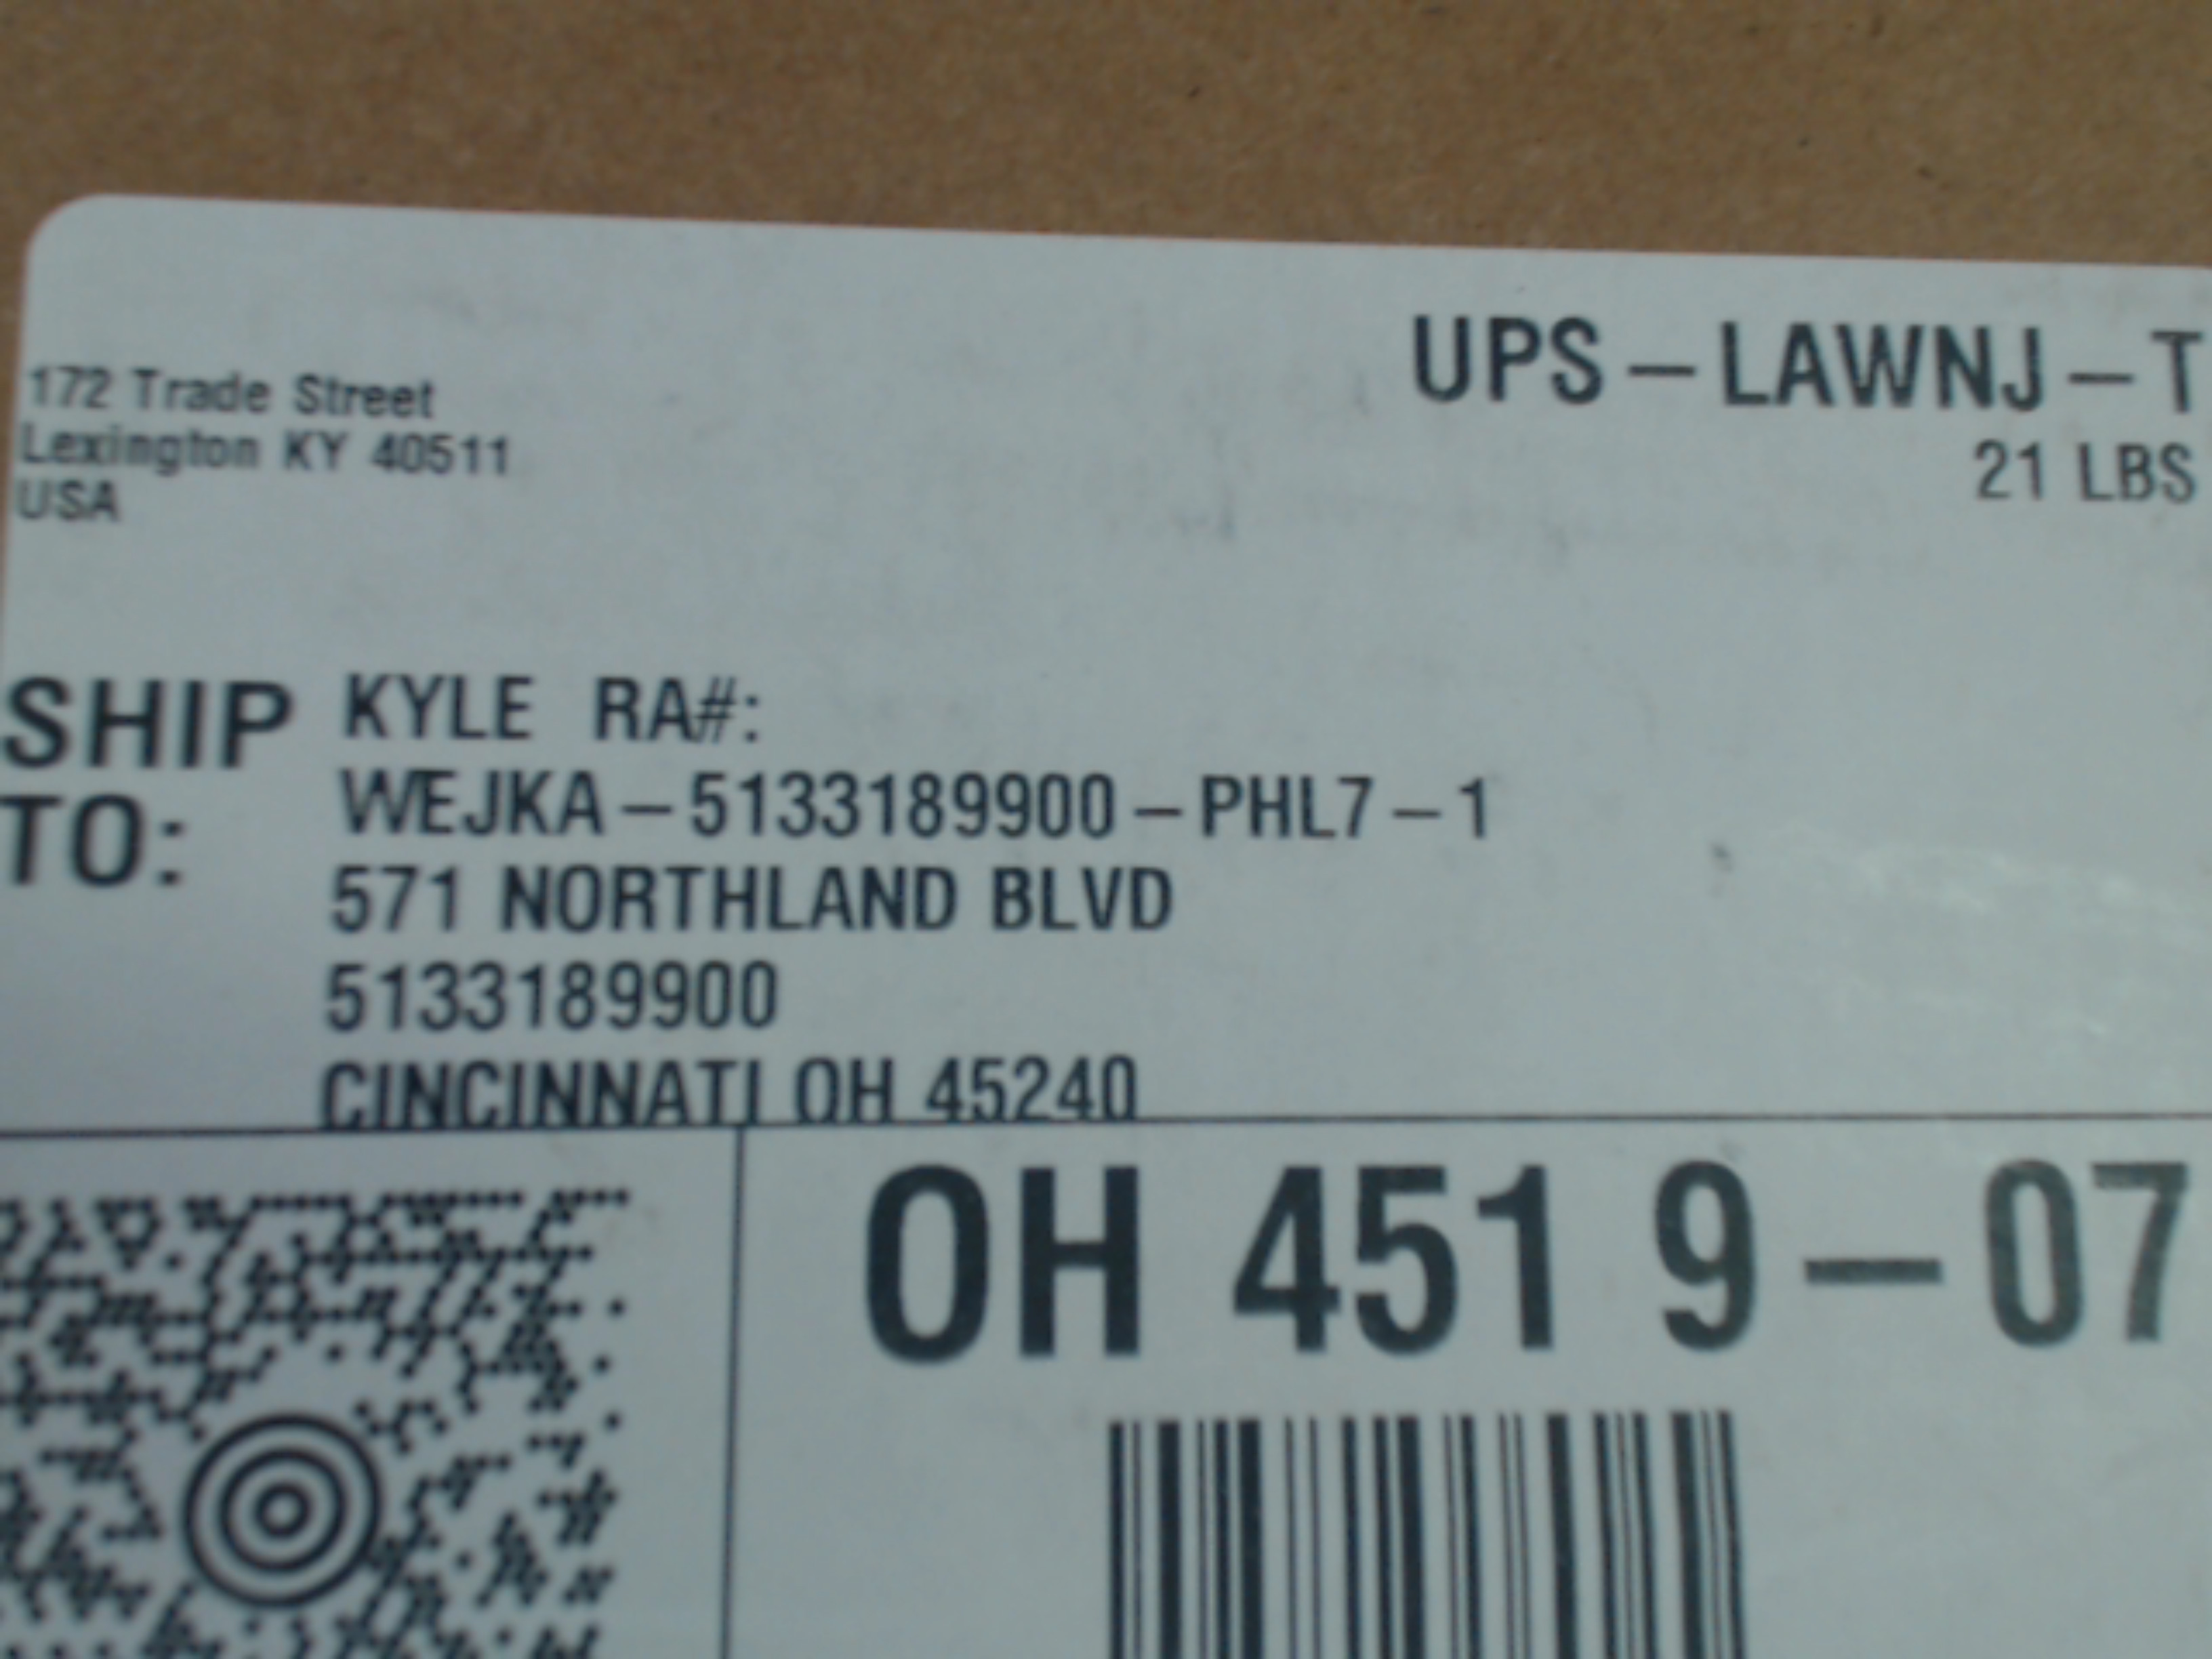 UPS-LAWNJ-T
21 LBS
172 Trade Street
Lexington KY 40511
USA
SHIP TO:
KYLE RA#:
WEJKA-5133189900-PHL7-1
571 NORTHLAND BLVD
5133189900
CINCINNATI OH 45240
OH 451 9-07